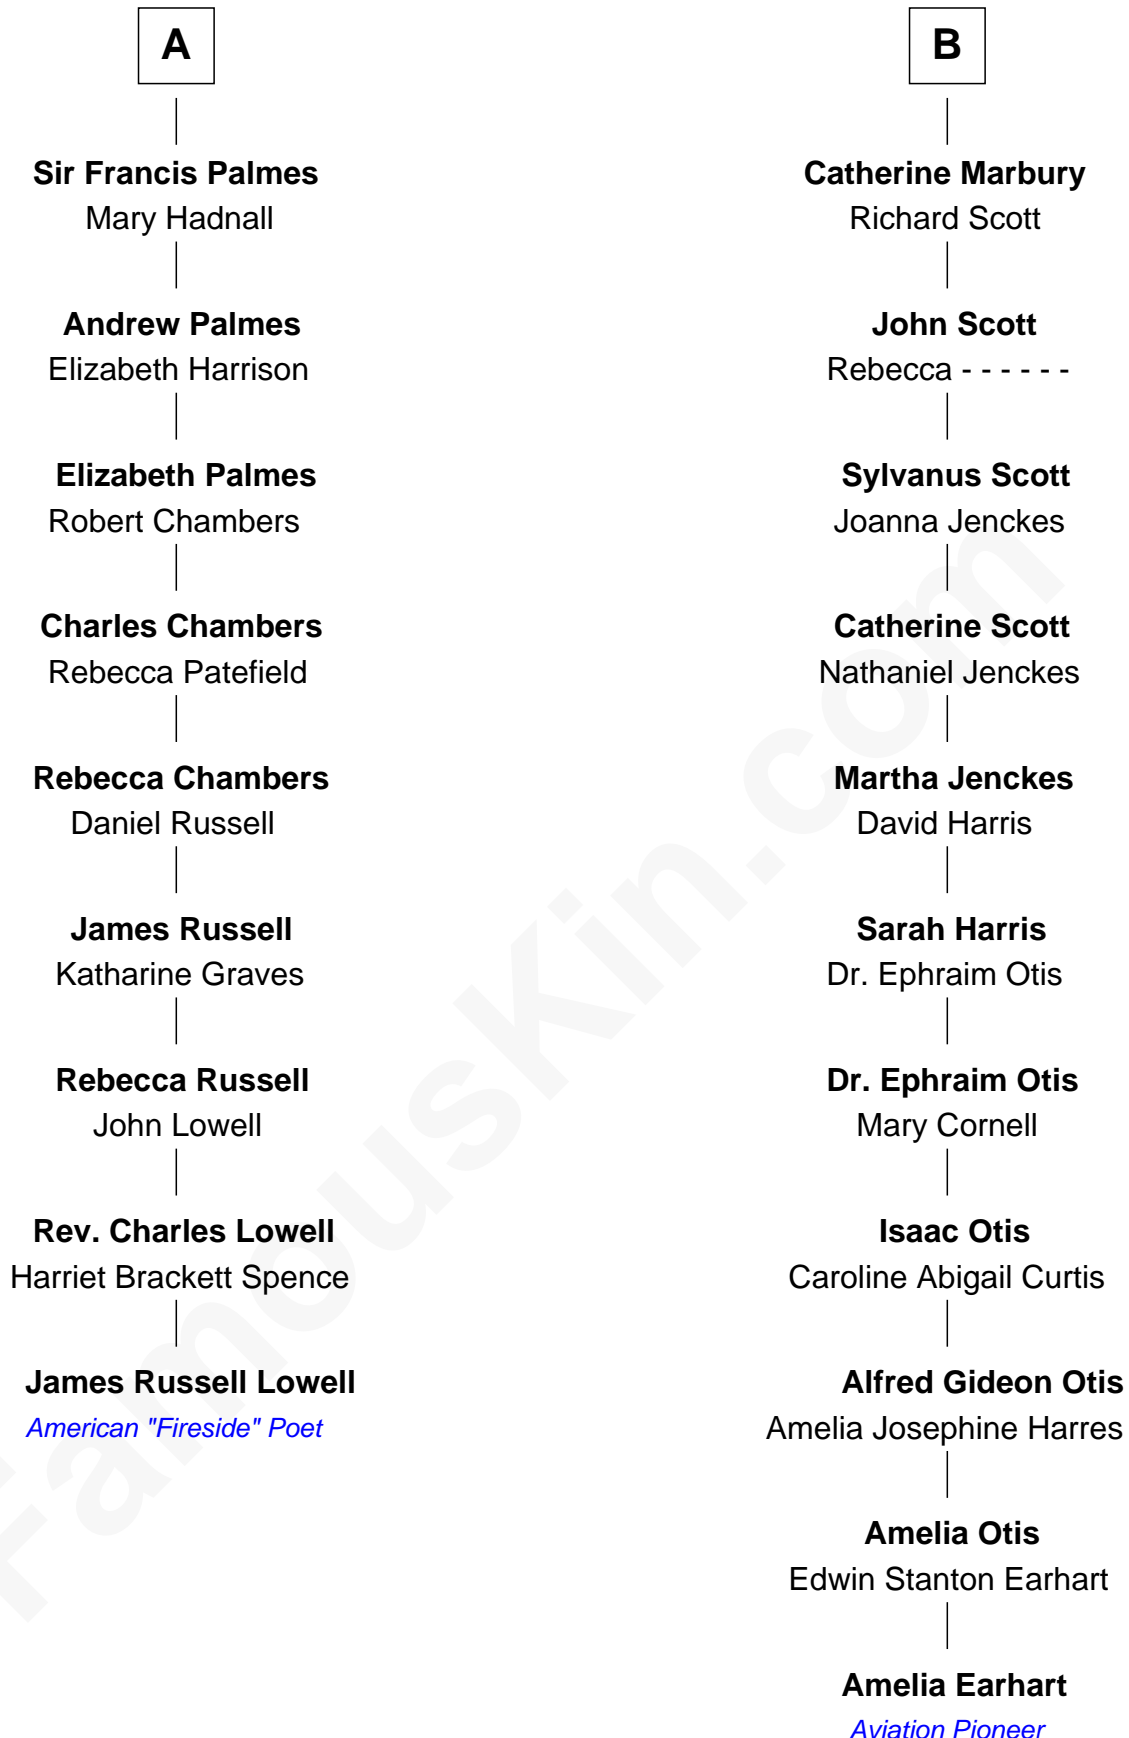 A
Sir Francis Palmes
Mary Hadnall
Andrew Palmes
Elizabeth Harrison
Elizabeth Palmes
Robert Chambers
Charles Chambers
Rebecca Patefield
Rebecca Chambers
Daniel Russell
James Russell
Katharine Graves
Rebecca Russell
John Lowell
Rev. Charles Lowell
Harriet Brackett Spence
James Russell Lowell
American "Fireside" Poet
B
Catherine Marbury
Richard Scott
John Scott
Rebecca - - - - - -
Sylvanus Scott
Joanna Jenckes
Catherine Scott
Nathaniel Jenckes
Martha Jenckes
David Harris
Sarah Harris
Dr. Ephraim Otis
Dr. Ephraim Otis
Mary Cornell
Isaac Otis
Caroline Abigail Curtis
Alfred Gideon Otis
Amelia Josephine Harres
Amelia Otis
Edwin Stanton Earhart
Amelia Earhart
Aviation Pioneer
FamousKin.com